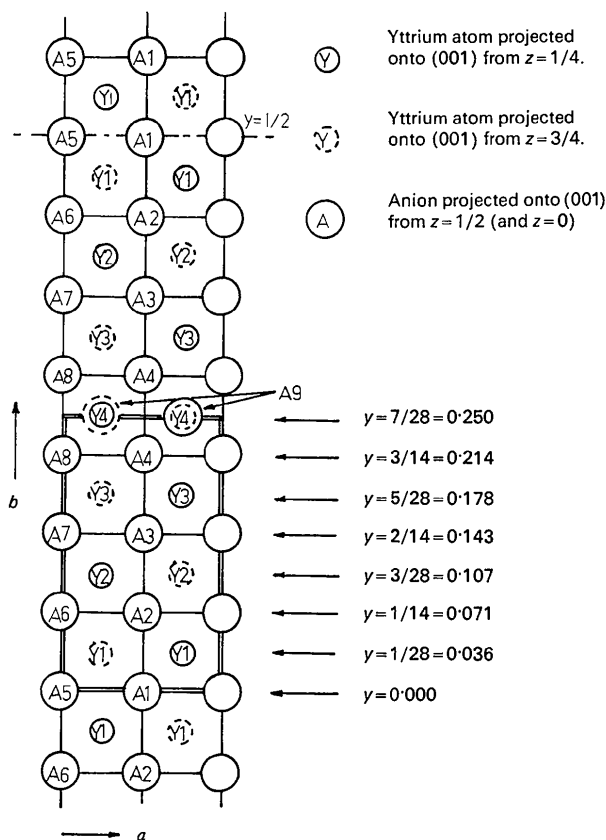 A5 A1
Y1 Y1
y=1/2
A5 A1
Y1 Y1
A6 A2
Y2 Y2
A7 A3
Y3 Y3
A8 A4
A9
Y4 Y4
A8 A4
Y3 Y3
A7 A3
Y2 Y2
A6 A2
Y1 Y1
A5 A1
Y1 Y1
A6 A2
b
a
Y
Yttrium atom projected
onto (001) from z=1/4.
Y
Yttrium atom projected
onto (001) from z=3/4.
A
Anion projected onto (001)
from z=1/2 (and z=0)
y=7/28=0·250
y=3/14=0·214
y=5/28=0·178
y=2/14=0·143
y=3/28=0·107
y=1/14=0·071
y=1/28=0·036
y=0·000